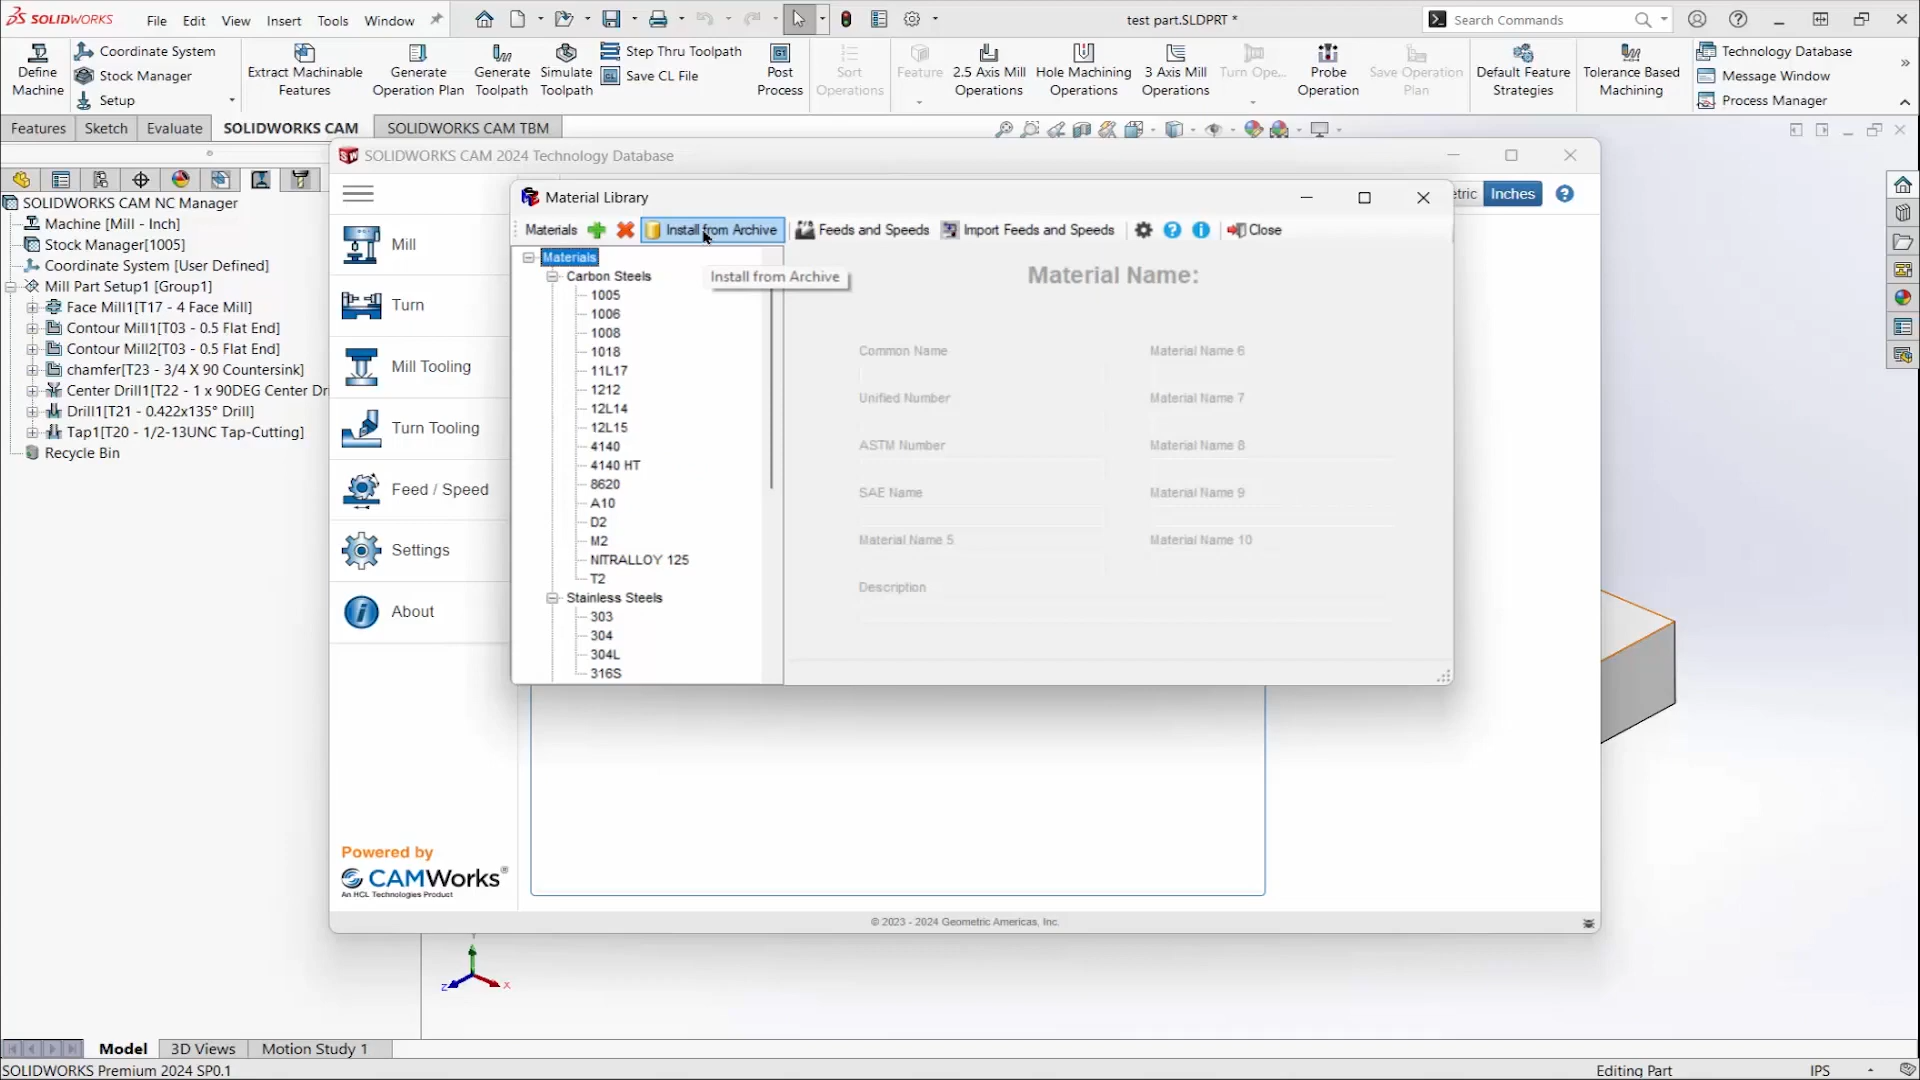 SOLIDWORKS File Edit View Insert Tools Window test part.SLDPRT * Search Commands
Define Machine
Coordinate System
Stock Manager
Setup
Extract Machinable Features
Generate Operation Plan
Generate Toolpath
Simulate Toolpath
Step Thru Toolpath
Save CL File
G1
CL
Post Process
Sort Operations
Feature
2.5 Axis Mill Operations
Hole Machining Operations
3 Axis Mill Operations
Turn Ope...
Probe Operation
Save Operation Plan
Default Feature Strategies
Tolerance Based Machining
Technology Database
Message Window
Process Manager
Features Sketch Evaluate SOLIDWORKS CAM SOLIDWORKS CAM TBM
SOLIDWORKS CAM NC Manager
Machine [Mill - Inch]
Stock Manager[1005]
Coordinate System [User Defined]
Mill Part Setup1 [Group1]
Face Mill1[T17 - 4 Face Mill]
Contour Mill1[T03 - 0.5 Flat End]
Contour Mill2[T03 - 0.5 Flat End]
chamfer[T23 - 3/4 X 90 Countersink]
Center Drill1[T22 - 1 x 90DEG Center Dr
Drill1[T21 - 0.422x135° Drill]
Tap1[T20 - 1/2-13UNC Tap-Cutting]
Recycle Bin
SW SOLIDWORKS CAM 2024 Technology Database
tric Inches
Mill
Turn
Mill Tooling
Turn Tooling
Feed / Speed
Settings
About
Powered by
CAMWorks®
An HCL Technologies Product
Material Library
Materials Install from Archive Feeds and Speeds Import Feeds and Speeds Close
Install from Archive
Materials
Carbon Steels
1005
1006
1008
1018
11L17
1212
12L14
12L15
4140
4140 HT
8620
A10
D2
M2
NITRALLOY 125
T2
Stainless Steels
303
304
304L
316S
Material Name:
Common Name Material Name 6
Unified Number Material Name 7
ASTM Number Material Name 8
SAE Name Material Name 9
Material Name 5 Material Name 10
Description
© 2023 - 2024 Geometric Americas, Inc.
Z X
Model 3D Views Motion Study 1
SOLIDWORKS Premium 2024 SP0.1 Editing Part IPS